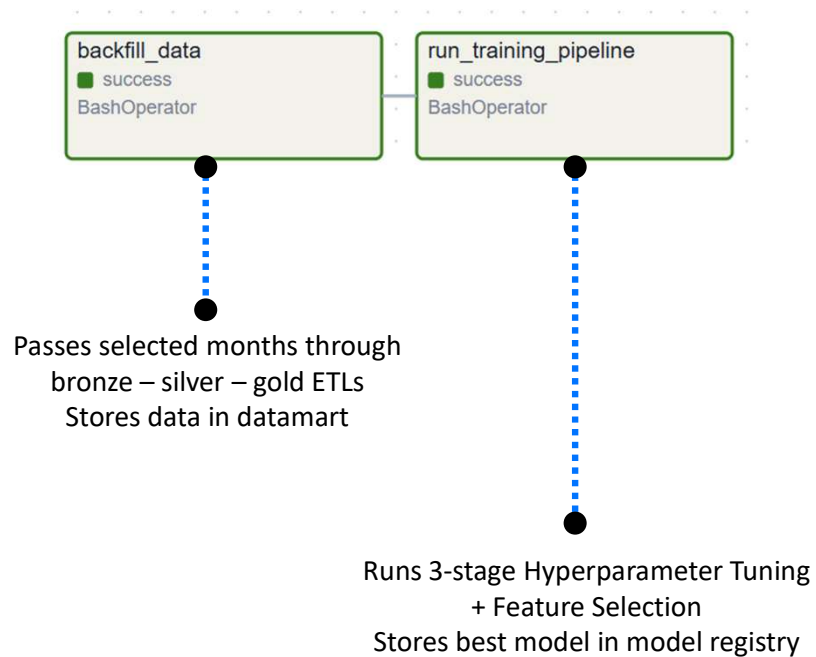 backfill_data
success
BashOperator
run_training_pipeline
success
BashOperator
Passes selected months through
bronze – silver – gold ETLs
Stores data in datamart
Runs 3-stage Hyperparameter Tuning
+ Feature Selection
Stores best model in model registry